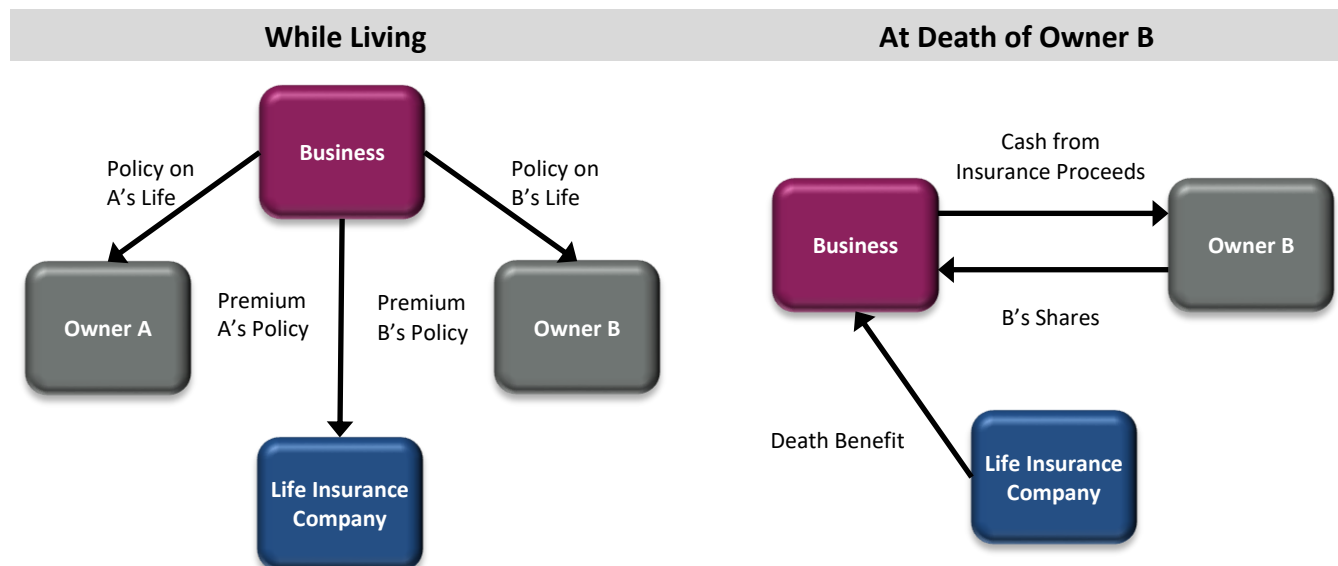 While Living
Business
Policy on
A’s Life
Policy on
B’s Life
Owner A
Premium
A’s Policy
Premium
B’s Policy
Owner B
Life Insurance
Company
At Death of Owner B
Cash from
Insurance Proceeds
Business
Owner B
B’s Shares
Death Benefit
Life Insurance
Company